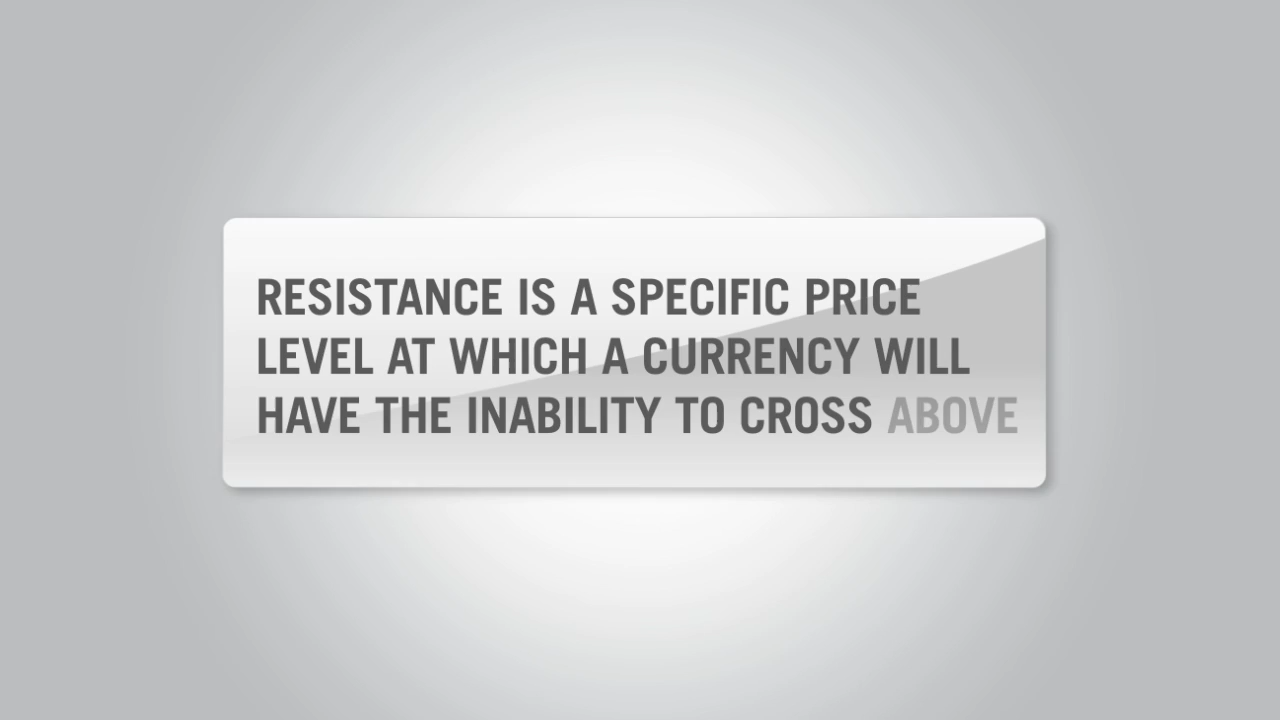 RESISTANCE IS A SPECIFIC PRICE
LEVEL AT WHICH A CURRENCY WILL
HAVE THE INABILITY TO CROSS ABOVE